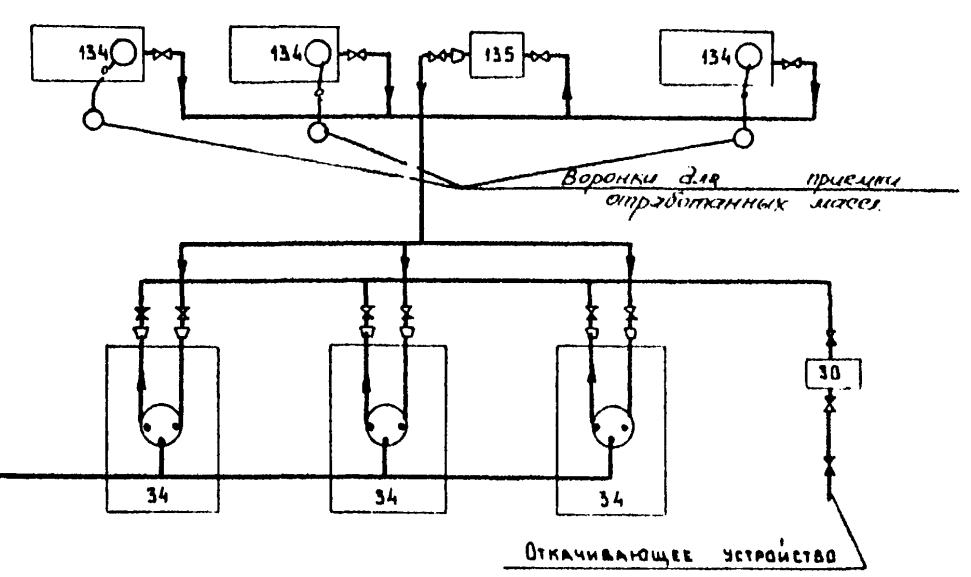 134 134 135 134
Воронки для приемки
отработанных масел.
30
34 34 34
Откачивающее устройство